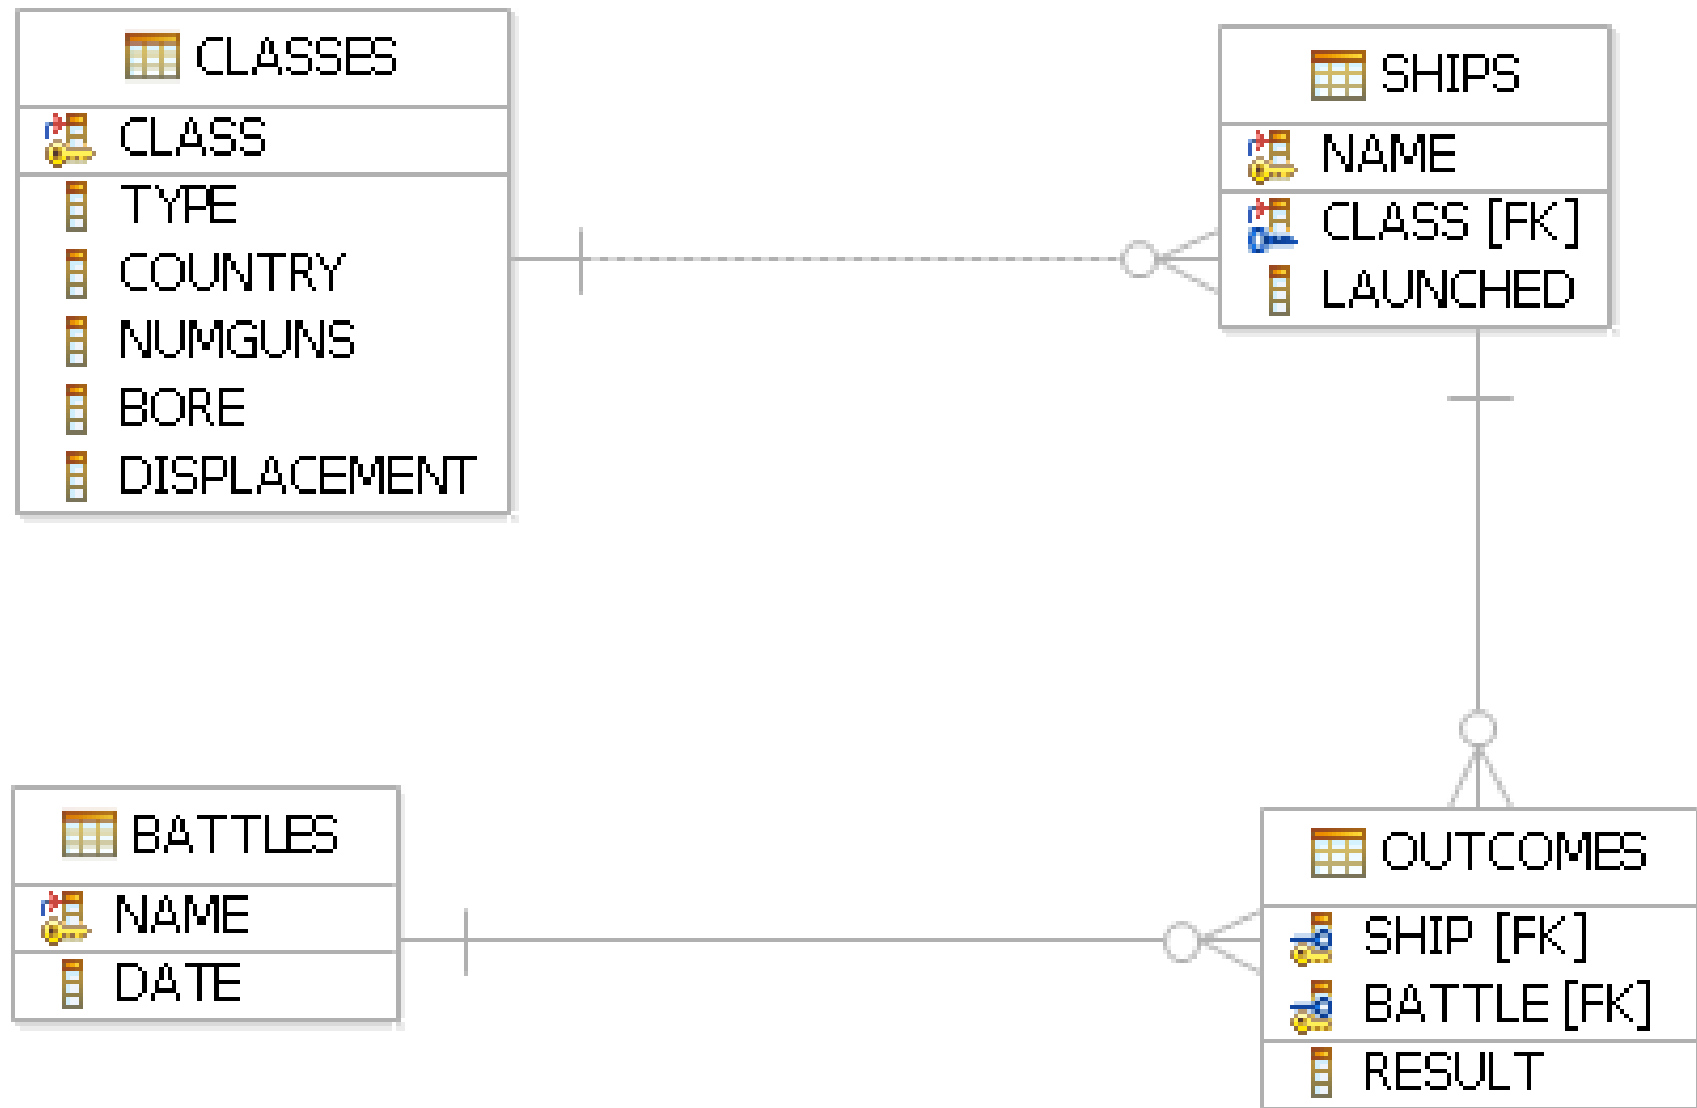 CLASSES
CLASS
TYPE
COUNTRY
NUMGUNS
BORE
DISPLACEMENT
SHIPS
NAME
CLASS [FK]
LAUNCHED
BATTLES
NAME
DATE
OUTCOMES
SHIP [FK]
BATTLE [FK]
RESULT